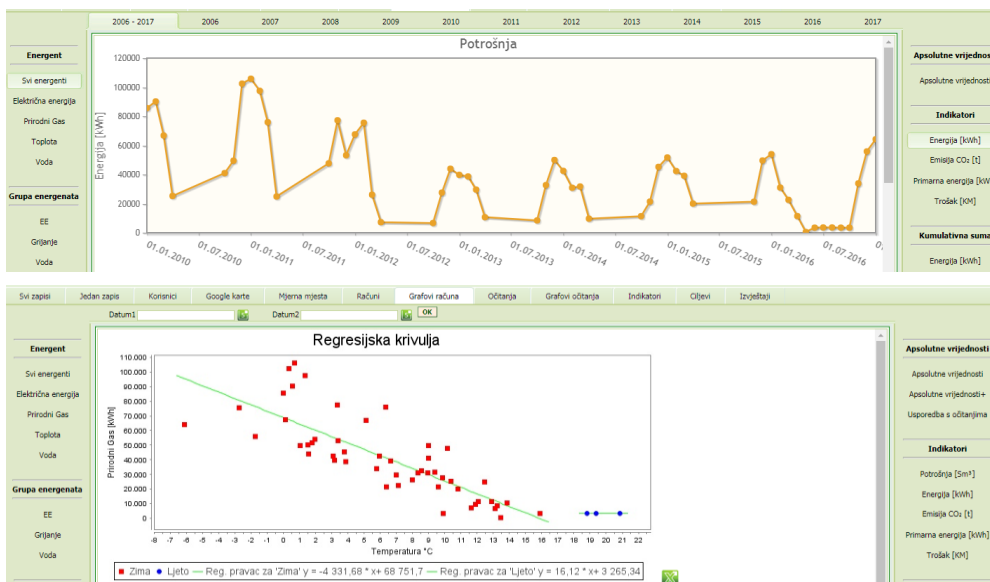 2006 - 2017 2006 2007 2008 2009 2010 2011 2012 2013 2014 2015 2016 2017
Energent
Svi energenti
Električna energija
Prirodni Gas
Toplota
Voda
Grupa energenata
EE
Grijanje
Voda
Potrošnja
Energija [kWh]
120000
100000
80000
60000
40000
20000
0
01.01.2010 01.07.2010 01.01.2011 01.07.2011 01.01.2012 01.07.2012 01.01.2013 01.07.2013 01.01.2014 01.07.2014 01.01.2015 01.07.2015 01.01.2016 01.07.2016 0
Apsolutne vrijednos
Apsolutne vrijednosti
Indikatori
Energija [kWh]
Emisija CO₂ [t]
Primarna energija [kW
Trošak [KM]
Kumulativna suma
Energija [kWh]
Svi zapisi Jedan zapis Korisnici Google karte Mjerna mjesta Računi Grafovi računa Očitanja Grafovi očitanja Indikatori Ciljevi Izvještaji
Datum1 Datum2 OK
Energent
Svi energenti
Električna energija
Prirodni Gas
Toplota
Voda
Grupa energenata
EE
Grijanje
Voda
Regresijska krivulja
Prirodni Gas [kWh]
110.000
100.000
90.000
80.000
70.000
60.000
50.000
40.000
30.000
20.000
10.000
0
-8 -7 -6 -5 -4 -3 -2 -1 0 1 2 3 4 5 6 7 8 9 10 11 12 13 14 15 16 17 18 19 20 21 22
Temperatura °C
Zima Ljeto Reg. pravac za 'Zima' y = -4 331,68 * x+ 68 751,7 Reg. pravac za 'Ljeto' y = 16,12 * x+ 3 265,34
Apsolutne vrijednosti
Apsolutne vrijednosti
Apsolutne vrijednosti+
Usporedba s očitanjima
Indikatori
Potrošnja [Sm³]
Energija [kWh]
Emisija CO₂ [t]
Primarna energija [kWh]
Trošak [KM]